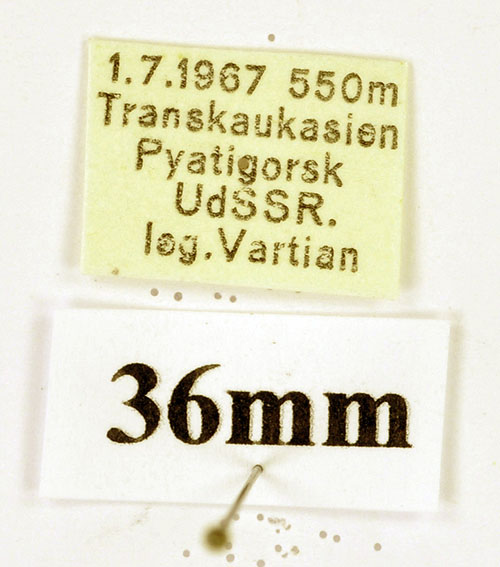 1.7.1967 550m
Transkaukasien
Pyatigorsk
UdSSR.
leg. Vartian
36mm